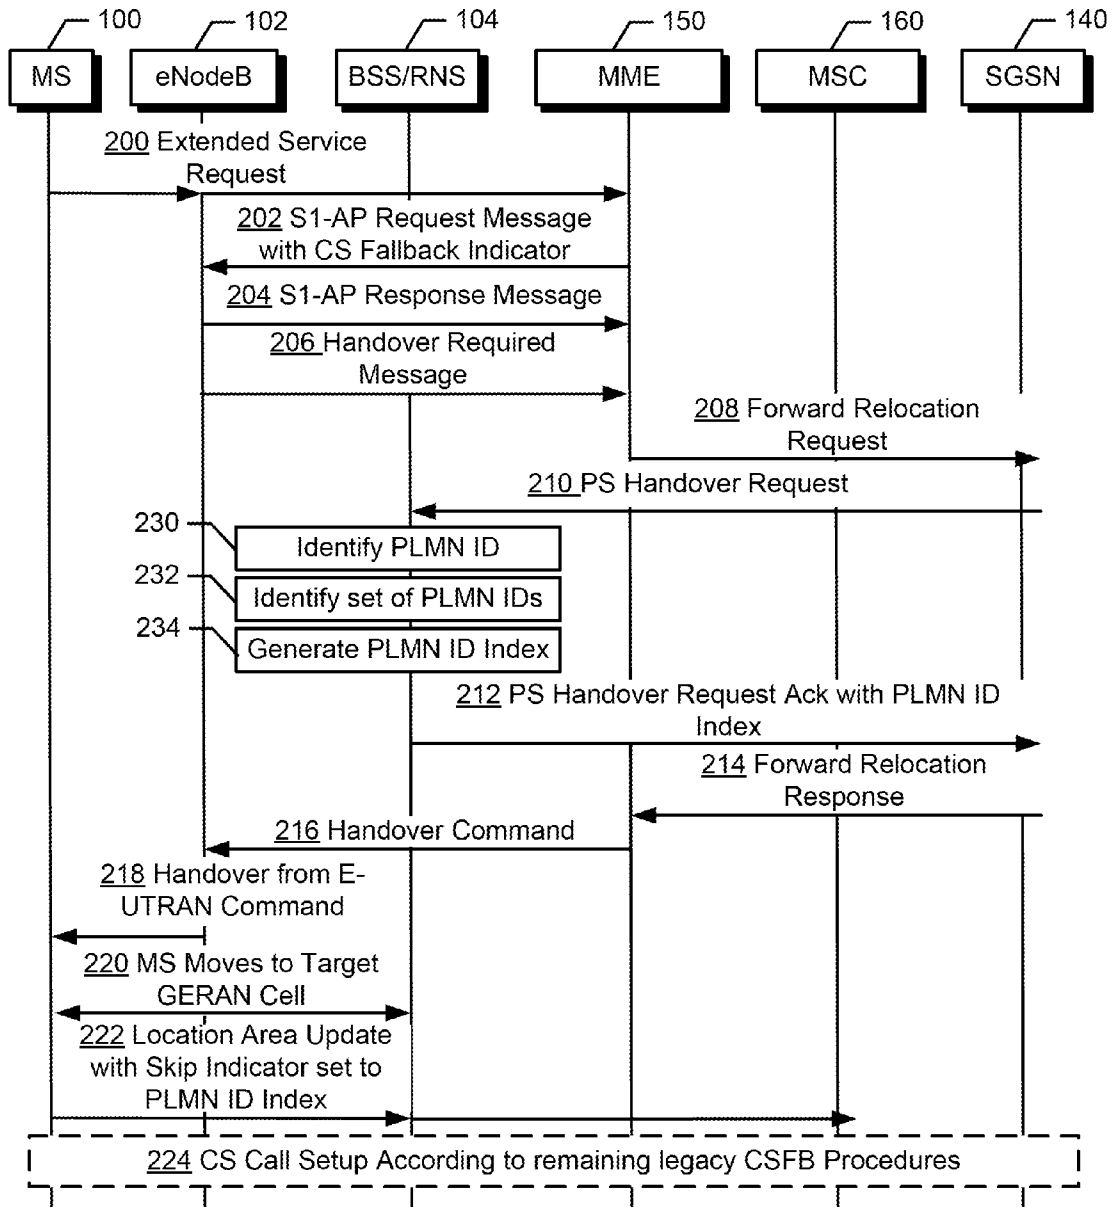 100 102 104 150 160 140
MS eNodeB BSS/RNS MME MSC SGSN
200 Extended Service
Request
202 S1-AP Request Message
with CS Fallback Indicator
204 S1-AP Response Message
206 Handover Required
Message
208 Forward Relocation
Request
210 PS Handover Request
230
Identify PLMN ID
232
Identify set of PLMN IDs
234
Generate PLMN ID Index
212 PS Handover Request Ack with PLMN ID
Index
214 Forward Relocation
Response
216 Handover Command
218 Handover from E-
UTRAN Command
220 MS Moves to Target
GERAN Cell
222 Location Area Update
with Skip Indicator set to
PLMN ID Index
224 CS Call Setup According to remaining legacy CSFB Procedures